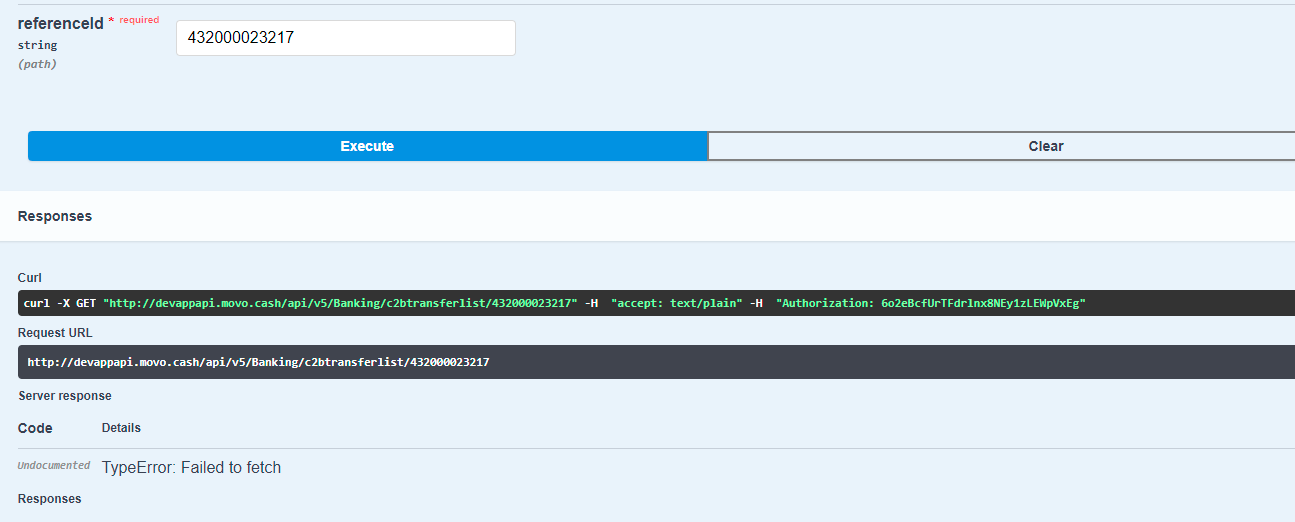 referenceId * required
string
(path)
432000023217
Execute
Clear
Responses
Curl
curl -X GET "http://devappapi.movo.cash/api/v5/Banking/c2btransferlist/432000023217" -H  "accept: text/plain" -H  "Authorization: 6o2eBcfUrTFdrlnx8NEy1zLEWpVxEg"
Request URL
http://devappapi.movo.cash/api/v5/Banking/c2btransferlist/432000023217
Server response
Code
Details
Undocumented
TypeError: Failed to fetch
Responses